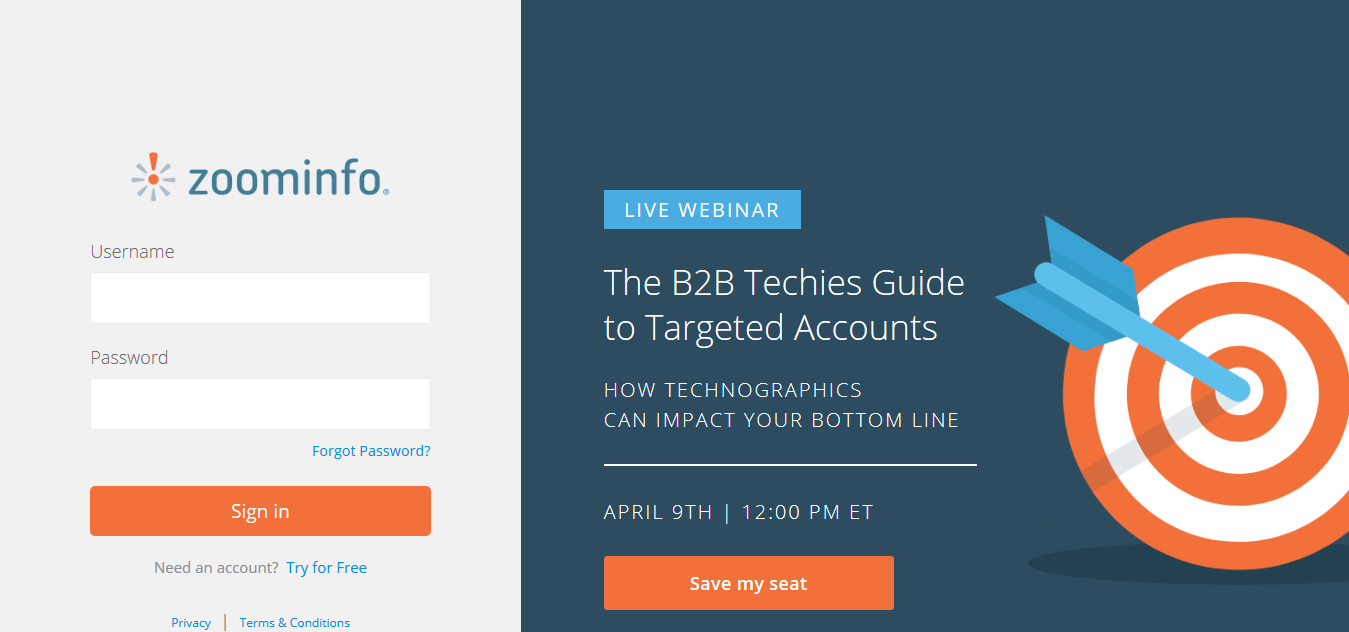 zoominfo®
Username
Password
Forgot Password?
Sign in
Need an account? Try for Free
Privacy | Terms & Conditions
LIVE WEBINAR
The B2B Techies Guide
to Targeted Accounts
HOW TECHNOGRAPHICS
CAN IMPACT YOUR BOTTOM LINE
APRIL 9TH | 12:00 PM ET
Save my seat